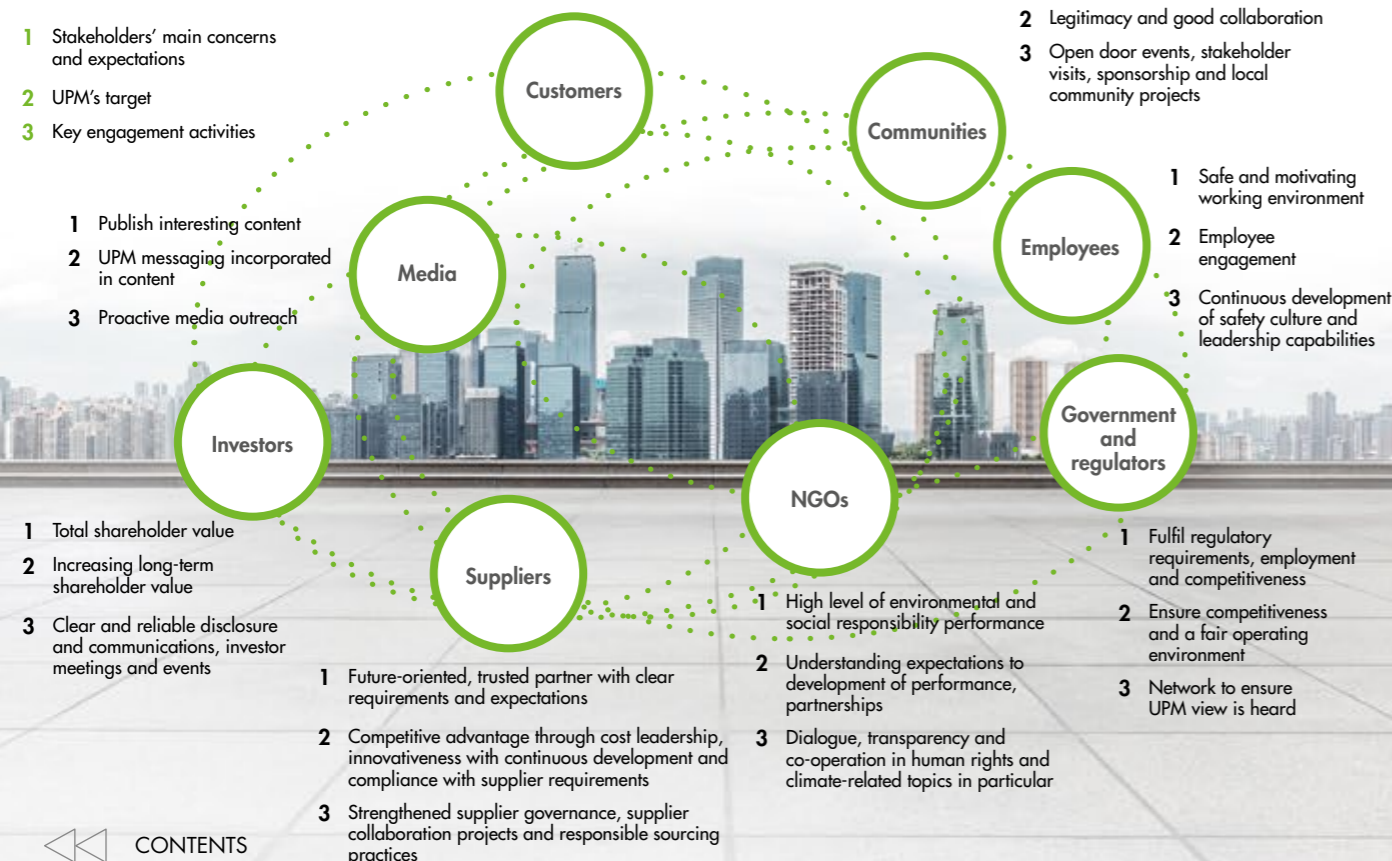 1 Stakeholders' main concerns
and expectations
2 UPM's target
3 Key engagement activities
Customers
Communities
2 Legitimacy and good collaboration
3 Open door events, stakeholder
visits, sponsorship and local
community projects
Employees
1 Safe and motivating
working environment
2 Employee
engagement
3 Continuous development
of safety culture and
leadership capabilities
Media
1 Publish interesting content
2 UPM messaging incorporated
in content
3 Proactive media outreach
Investors
1 Total shareholder value
2 Increasing long-term
shareholder value
3 Clear and reliable disclosure
and communications, investor
meetings and events
Suppliers
1 Future-oriented, trusted partner with clear
requirements and expectations
2 Competitive advantage through cost leadership,
innovativeness with continuous development and
compliance with supplier requirements
3 Strengthened supplier governance, supplier
collaboration projects and responsible sourcing
practices
NGOs
1 High level of environmental and
social responsibility performance
2 Understanding expectations to
development of performance,
partnerships
3 Dialogue, transparency and
co-operation in human rights and
climate-related topics in particular
Government
and
regulators
1 Fulfil regulatory
requirements, employment
and competitiveness
2 Ensure competitiveness
and a fair operating
environment
3 Network to ensure
UPM view is heard
CONTENTS